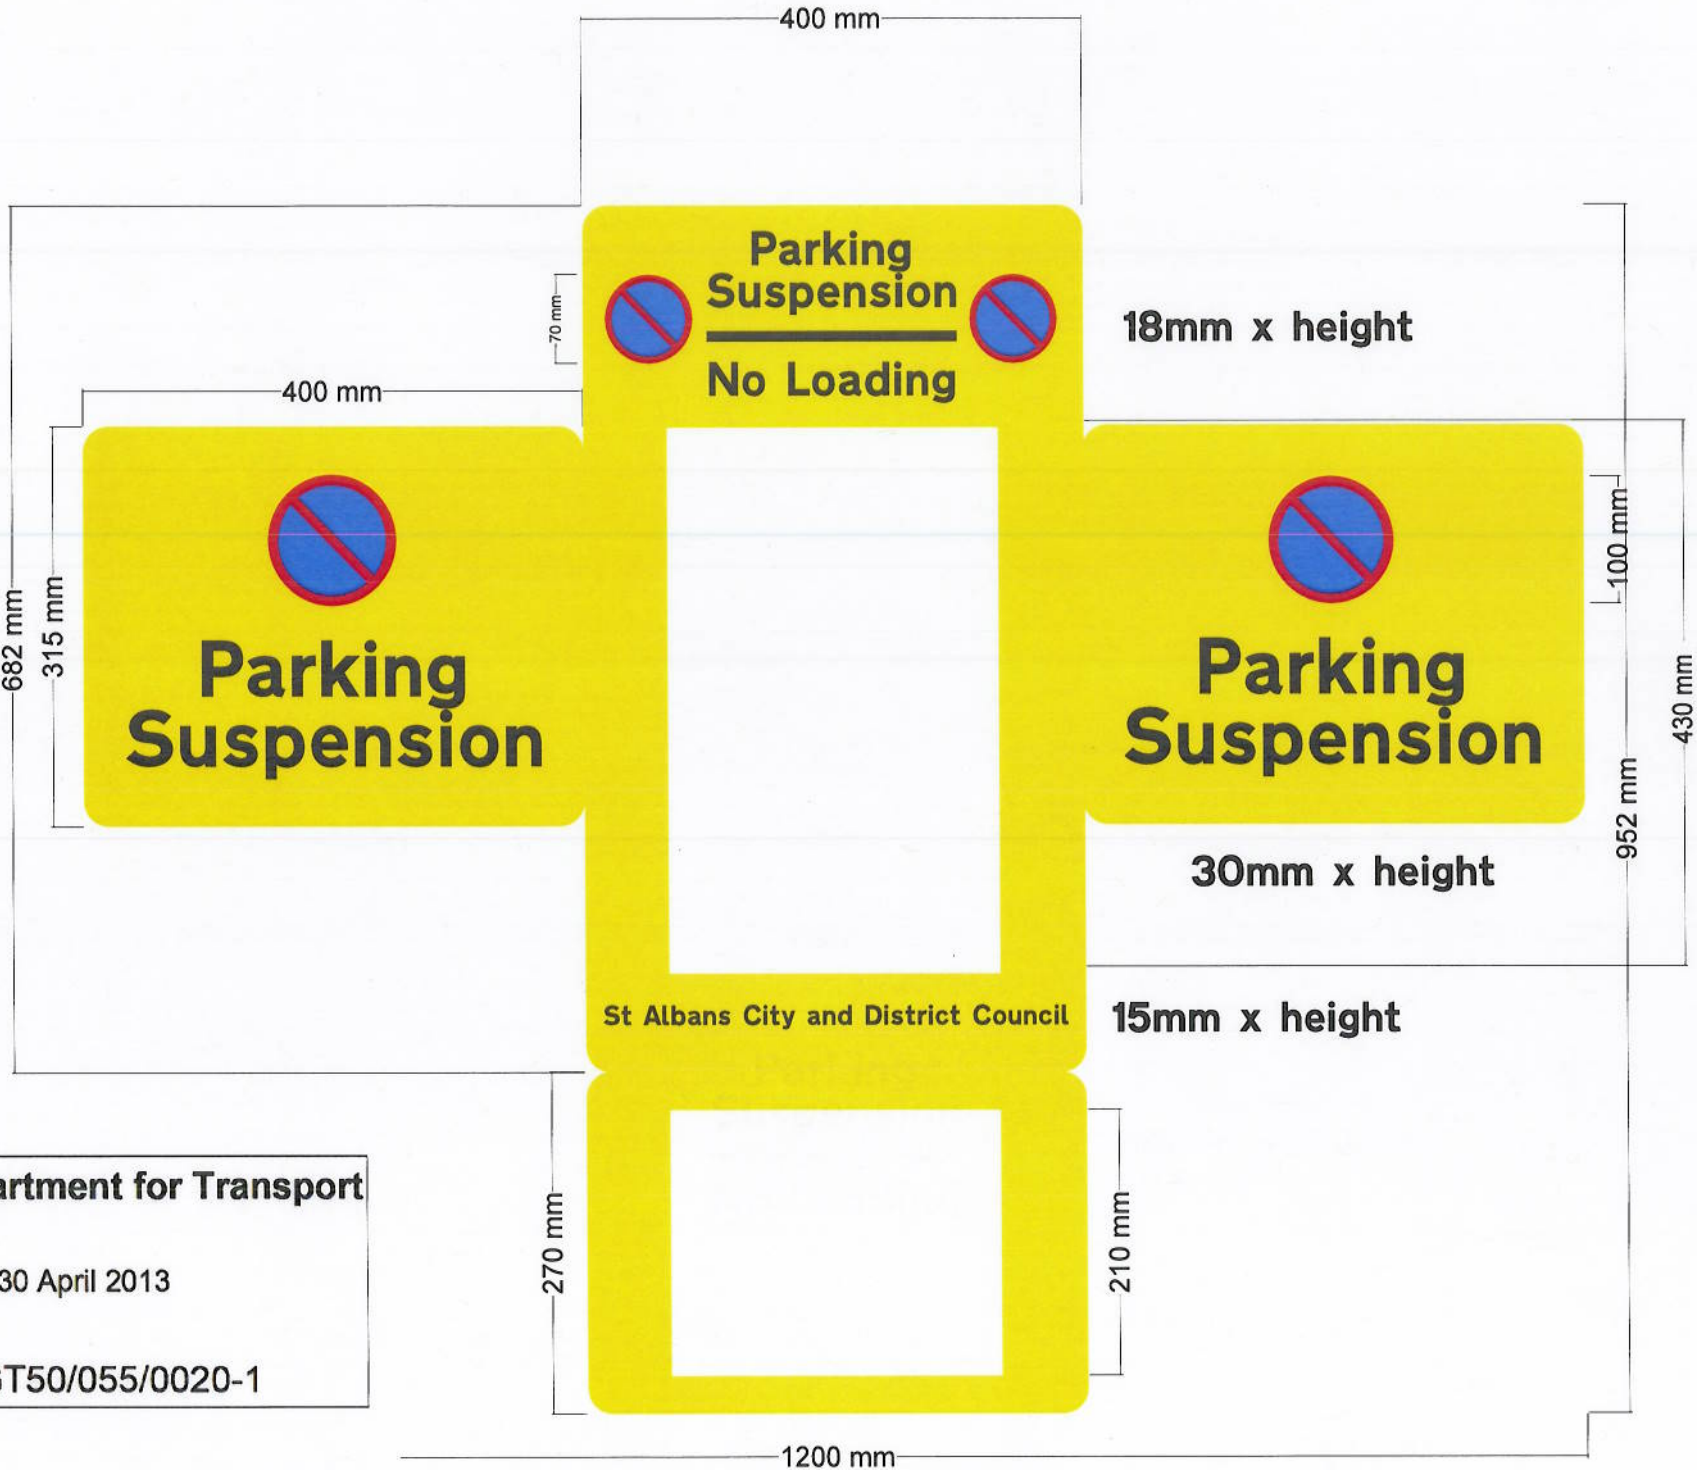 400 mm
Parking
Suspension
70 mm
No Loading
18mm x height
400 mm
Parking
Suspension
682 mm
315 mm
Parking
Suspension
100 mm
430 mm
952 mm
30mm x height
St Albans City and District Council
15mm x height
270 mm
210 mm
artment for Transport
30 April 2013
T50/055/0020-1
1200 mm